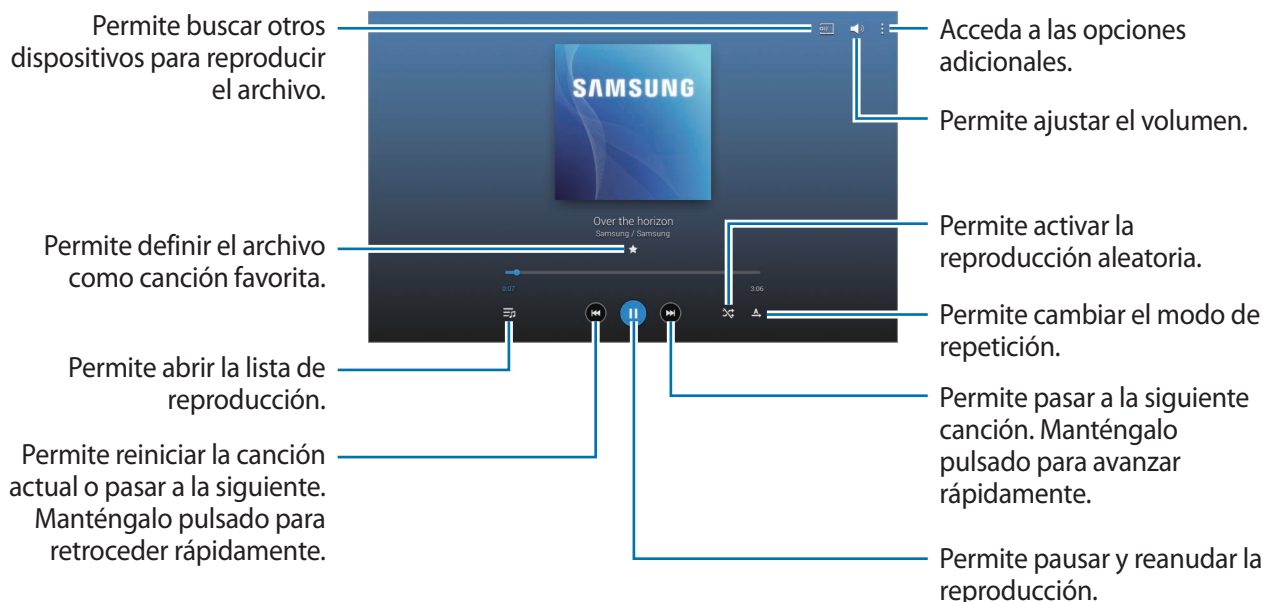 Permite buscar otros
dispositivos para reproducir
el archivo.
Acceda a las opciones
adicionales.
Permite ajustar el volumen.
SAMSUNG
Over the horizon
Samsung / Samsung
Permite definir el archivo
como canción favorita.
Permite activar la
reproducción aleatoria.
0:07
3:06
A
Permite cambiar el modo de
repetición.
Permite abrir la lista de
reproducción.
Permite pasar a la siguiente
canción. Manténgalo
pulsado para avanzar
rápidamente.
Permite reiniciar la canción
actual o pasar a la siguiente.
Manténgalo pulsado para
retroceder rápidamente.
Permite pausar y reanudar la
reproducción.